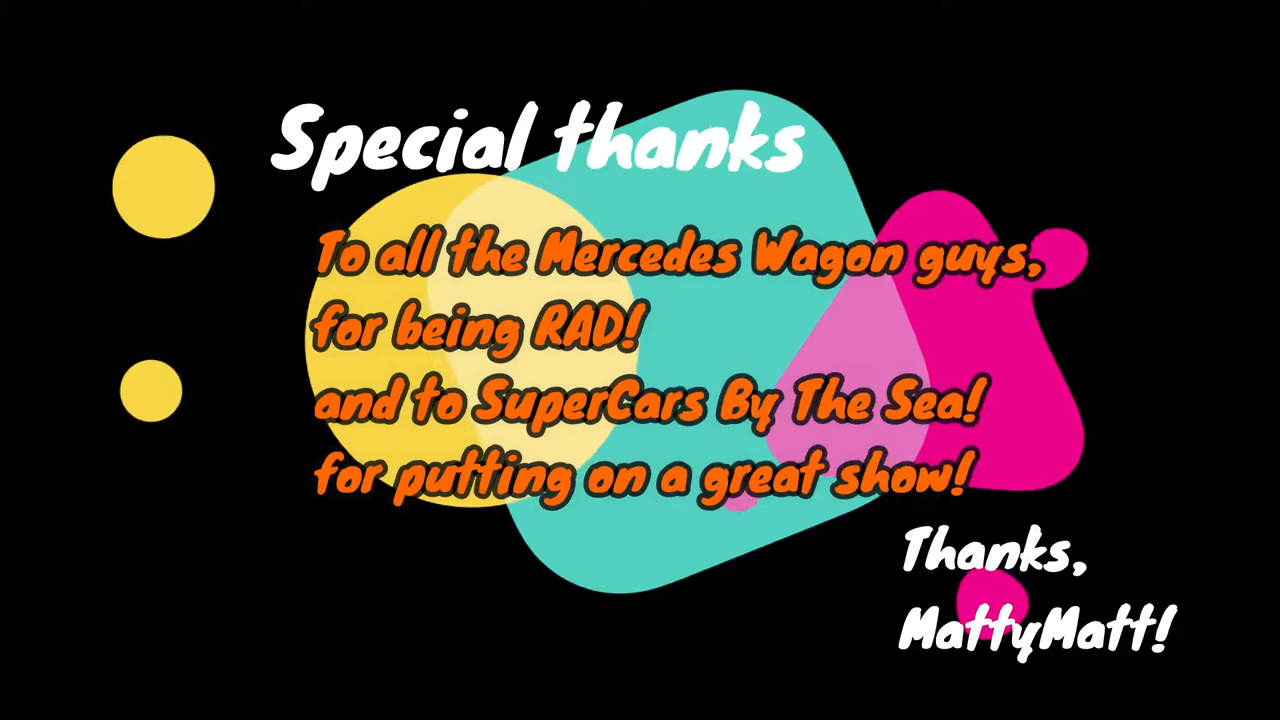 Special thanks
To all the Mercedes Wagon guys,
for being RAD!
and to SuperCars By The Sea!
for putting on a great show!
Thanks,
MattyMatt!